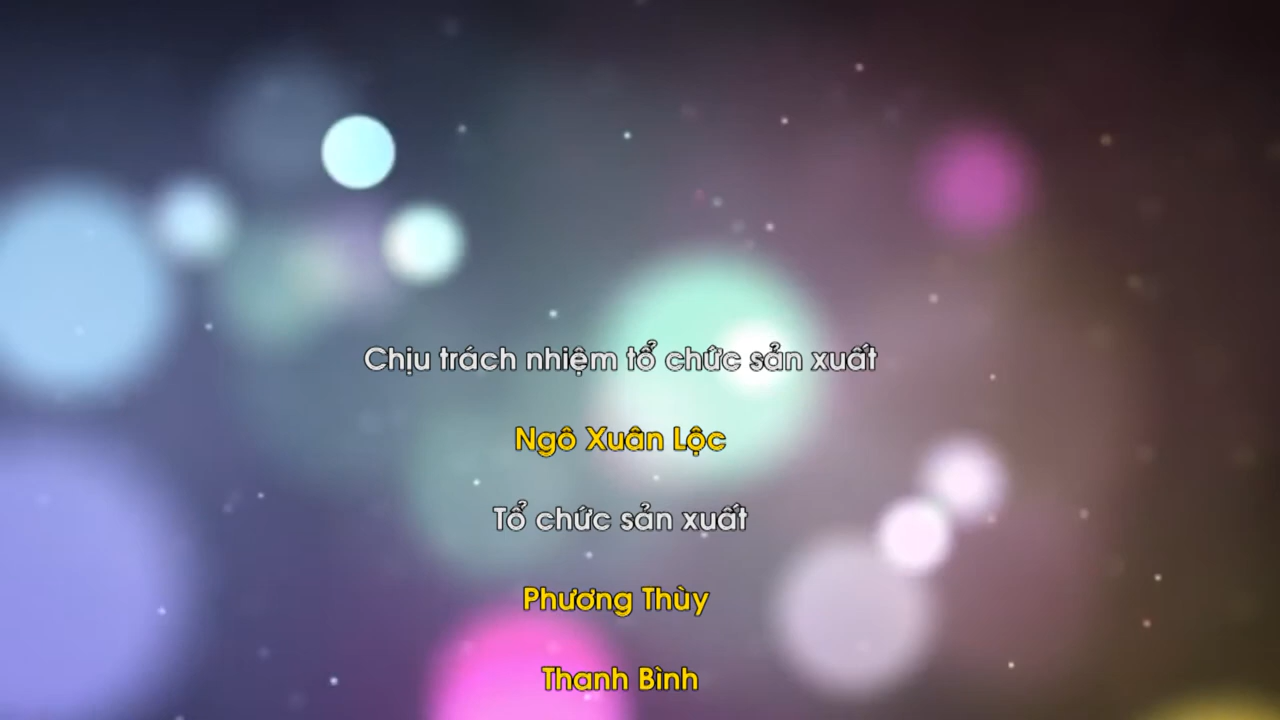 Chịu trách nhiệm tổ chức sản xuất
Ngô Xuân Lộc
Tổ chức sản xuất
Phương Thùy
Thanh Bình